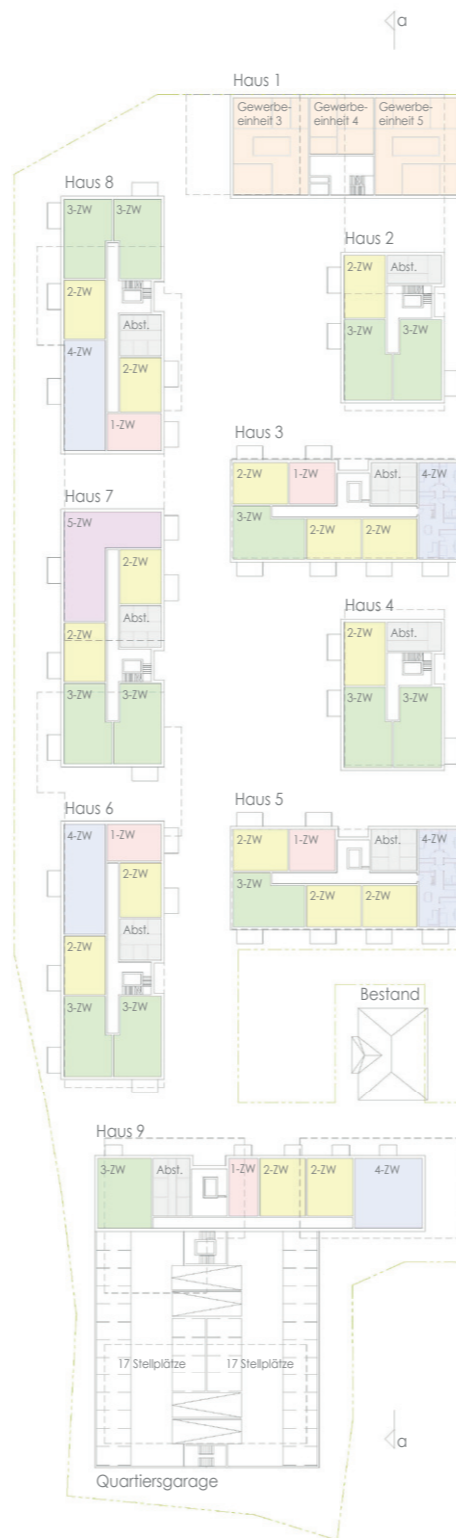 a
Haus 1
Gewerbe-
einheit 3
Gewerbe-
einheit 4
Gewerbe-
einheit 5
Haus 8
3-ZW
3-ZW
2-ZW
Abst.
4-ZW
2-ZW
1-ZW
Haus 2
2-ZW
Abst.
3-ZW
3-ZW
Haus 3
2-ZW
1-ZW
Abst.
4-ZW
3-ZW
2-ZW
2-ZW
Haus 7
5-ZW
2-ZW
Abst.
2-ZW
3-ZW
3-ZW
Haus 4
2-ZW
Abst.
3-ZW
3-ZW
Haus 6
4-ZW
1-ZW
2-ZW
Abst.
2-ZW
3-ZW
3-ZW
Haus 5
2-ZW
1-ZW
Abst.
4-ZW
3-ZW
2-ZW
2-ZW
Bestand
Haus 9
3-ZW
Abst.
1-ZW
2-ZW
2-ZW
4-ZW
17 Stellplätze
17 Stellplätze
a
Quartiersgarage